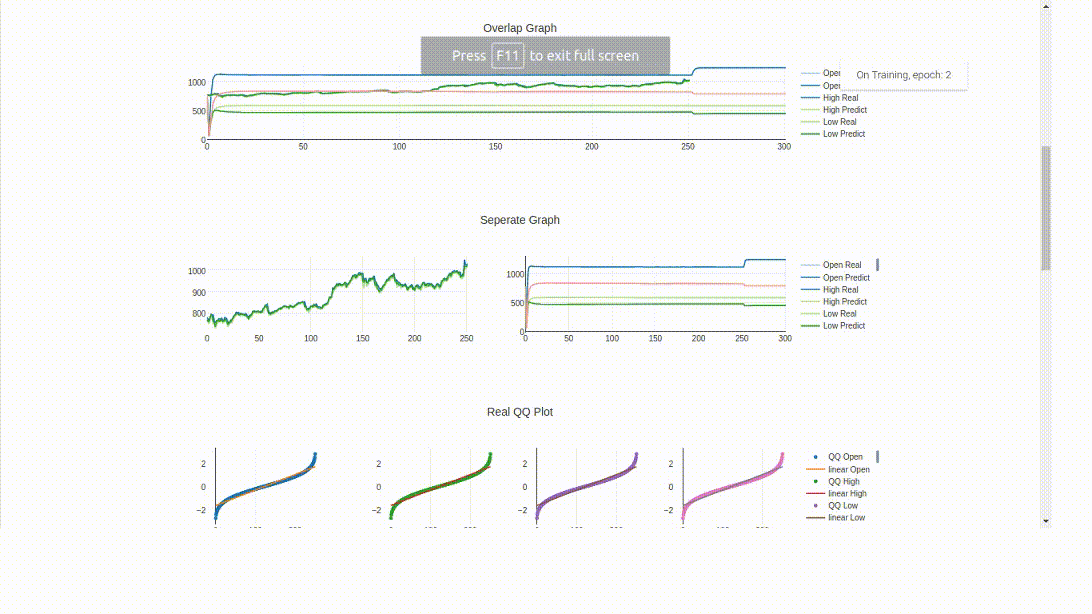 Overlap Graph
Press F11 to exit full screen
On Training, epoch: 2
1000
500
0
0 50 100 150 200 250 300
Open
High Real
High Predict
Low Real
Low Predict
Seperate Graph
1000
900
800
0 50 100 150 200 250
1000
500
0
0 50 100 150 200 250 300
Open Real
Open Predict
High Real
High Predict
Low Real
Low Predict
Real QQ Plot
2
0
−2
2
0
−2
2
0
−2
2
0
−2
QQ Open
linear Open
QQ High
linear High
QQ Low
linear Low